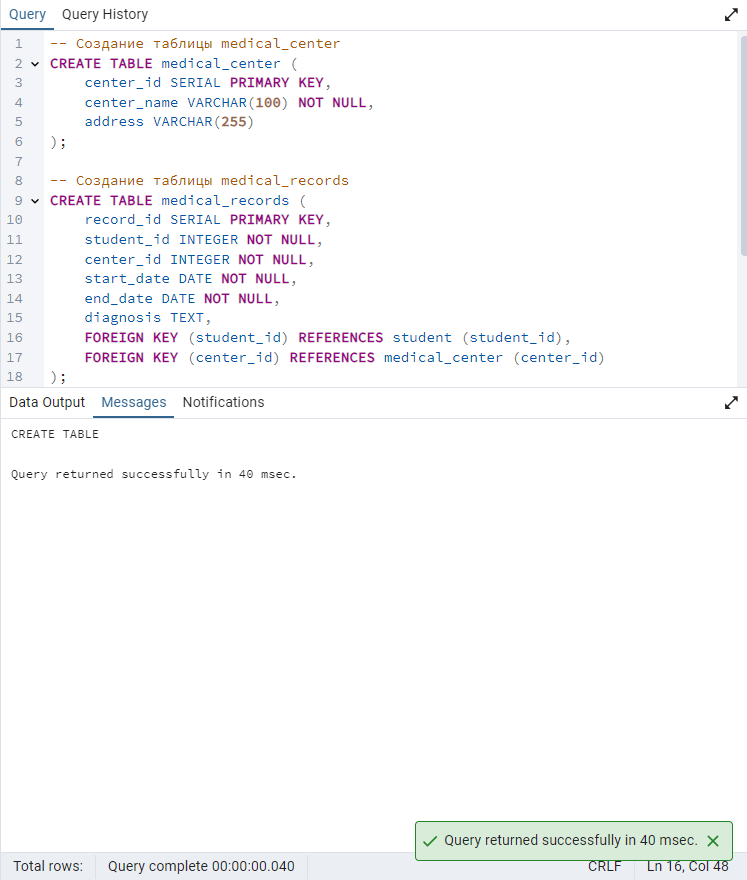 Query Query History
1 -- Создание таблицы medical_center
2 CREATE TABLE medical_center (
3 center_id SERIAL PRIMARY KEY,
4 center_name VARCHAR(100) NOT NULL,
5 address VARCHAR(255)
6 );
7
8 -- Создание таблицы medical_records
9 CREATE TABLE medical_records (
10 record_id SERIAL PRIMARY KEY,
11 student_id INTEGER NOT NULL,
12 center_id INTEGER NOT NULL,
13 start_date DATE NOT NULL,
14 end_date DATE NOT NULL,
15 diagnosis TEXT,
16 FOREIGN KEY (student_id) REFERENCES student (student_id),
17 FOREIGN KEY (center_id) REFERENCES medical_center (center_id)
18 );
Data Output Messages Notifications
CREATE TABLE
Query returned successfully in 40 msec.
Query returned successfully in 40 msec.
Total rows: Query complete 00:00:00.040 CRLF Ln 16, Col 48